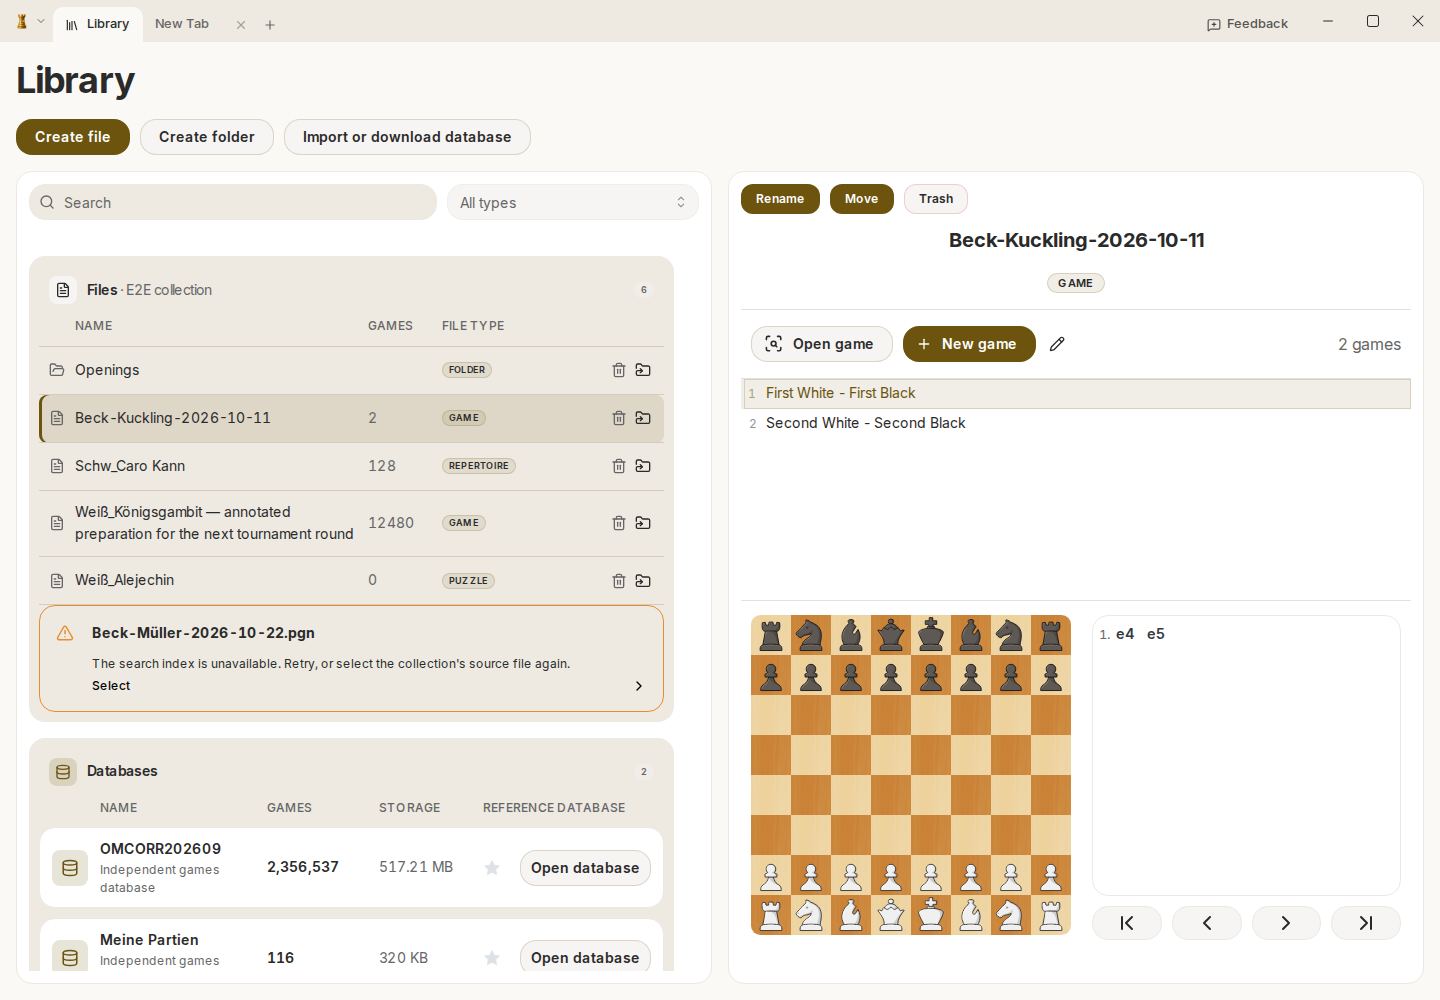 Library
New Tab
Feedback
Library
Create file
Create folder
Import or download database
Search
All types
Files · E2E collection
6
NAME GAMES FILE TYPE
Openings FOLDER
Beck-Kuckling-2026-10-11 2 GAME
Schw_Caro Kann 128 REPERTOIRE
Weiß_Königsgambit — annotated
preparation for the next tournament round 12480 GAME
Weiß_Alejechin 0 PUZZLE
Beck-Müller-2026-10-22.pgn
The search index is unavailable. Retry, or select the collection's source file again.
Select
Databases
2
NAME GAMES STORAGE REFERENCE DATABASE
OMCORR202609
Independent games
database
2,356,537 517.21 MB Open database
Meine Partien
Independent games
116 320 KB Open database
Rename Move Trash
Beck-Kuckling-2026-10-11
GAME
Open game New game 2 games
1 First White - First Black
2 Second White - Second Black
1. e4 e5